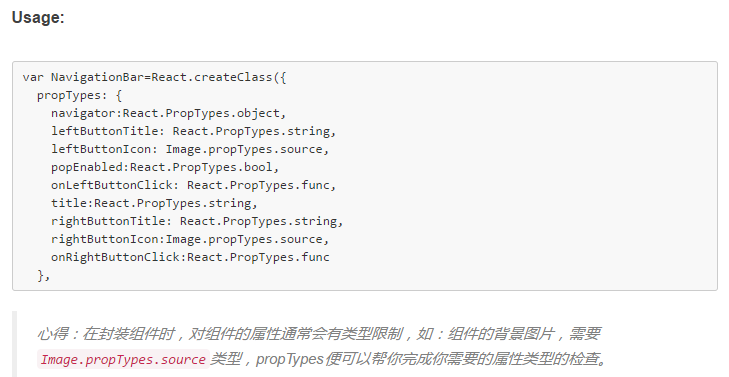 Usage:
var NavigationBar=React.createClass({
  propTypes: {
    navigator:React.PropTypes.object,
    leftButtonTitle: React.PropTypes.string,
    leftButtonIcon: Image.propTypes.source,
    popEnabled:React.PropTypes.bool,
    onLeftButtonClick: React.PropTypes.func,
    title:React.PropTypes.string,
    rightButtonTitle: React.PropTypes.string,
    rightButtonIcon:Image.propTypes.source,
    onRightButtonClick:React.PropTypes.func
  },
心得：在封装组件时，对组件的属性通常会有类型限制，如：组件的背景图片，需要
Image.propTypes.source 类型，propTypes便可以帮你完成你需要的属性类型的检查。